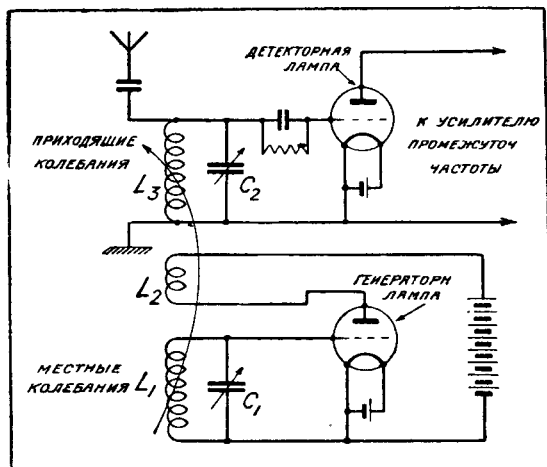 ДЕТЕКТОРНАЯ
ЛАМПА
К УСИЛИТЕЛЮ
ПРОМЕЖУТОЧ
ЧАСТОТЫ
ПРИХОДЯЩИЕ
КОЛЕБАНИЯ
L3
C2
L2
ГЕНЕРАТОРН
ЛАМПА
МЕСТНЫЕ
КОЛЕБАНИЯ
L1
C1